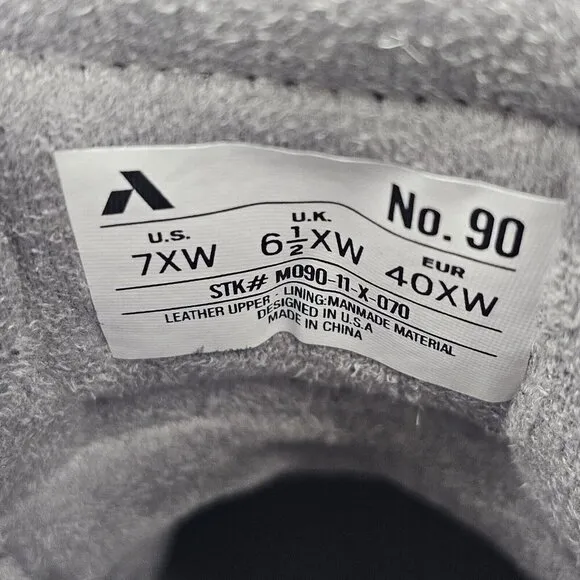 No. 90
U.S. U.K. EUR
7XW 6½XW 40XW
STK# M090-11-X-070
LEATHER UPPER - LINING:MANMADE MATERIAL
DESIGNED IN U.S.A
MADE IN CHINA